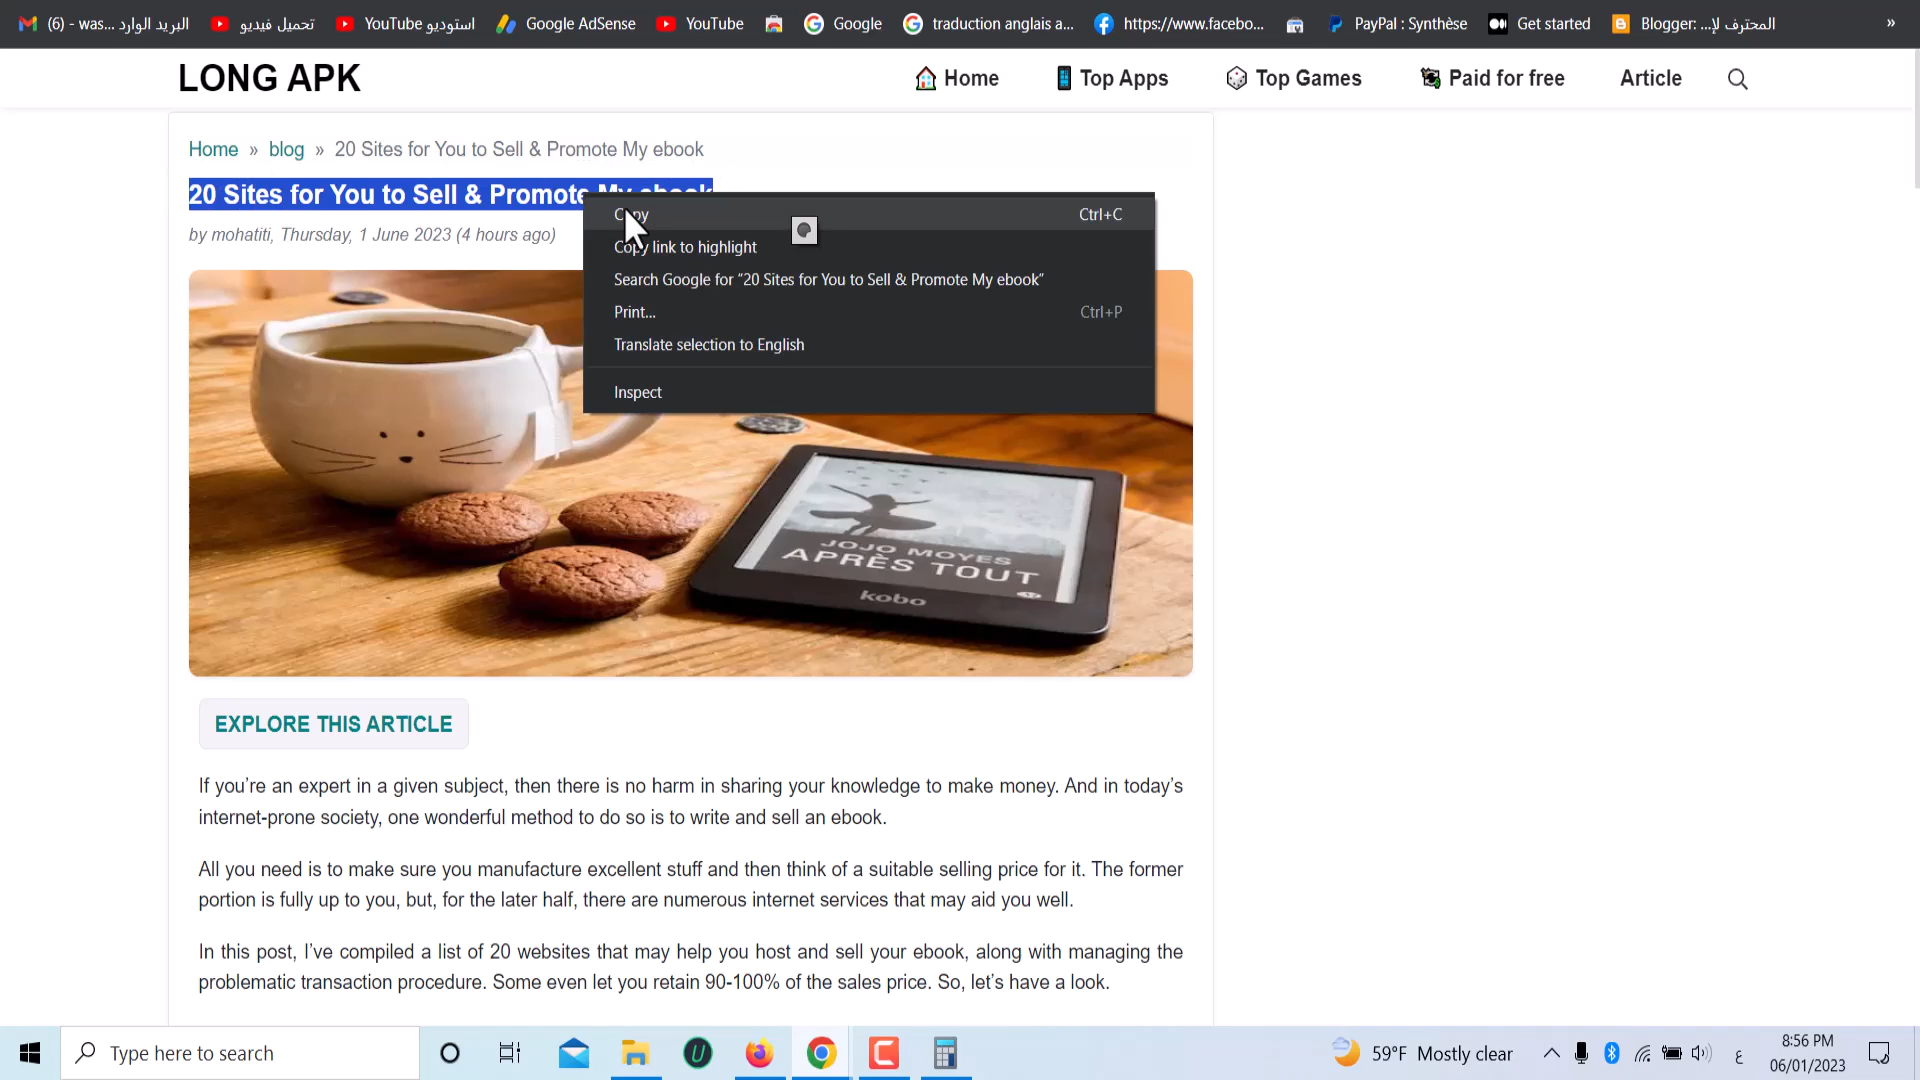 (6) - was... البريد الوارد
تحميل فيديو
استوديو YouTube
Google AdSense
YouTube
Google
traduction anglais a...
https://www.facebo...
PayPal : Synthèse
Get started
Blogger: ...المحترف لإ
»
LONG APK
Home
Top Apps
Top Games
Paid for free
Article
Home » blog » 20 Sites for You to Sell & Promote My ebook
20 Sites for You to Sell & Promote My ebook
by mohatiti, Thursday, 1 June 2023 (4 hours ago)
Copy Ctrl+C
Copy link to highlight
Search Google for “20 Sites for You to Sell & Promote My ebook”
Print... Ctrl+P
Translate selection to English
Inspect
JOJO MOYES
APRÈS TOUT
kobo
EXPLORE THIS ARTICLE
If you’re an expert in a given subject, then there is no harm in sharing your knowledge to make money. And in today’s
internet-prone society, one wonderful method to do so is to write and sell an ebook.
All you need is to make sure you manufacture excellent stuff and then think of a suitable selling price for it. The former
portion is fully up to you, but, for the later half, there are numerous internet services that may aid you well.
In this post, I’ve compiled a list of 20 websites that may help you host and sell your ebook, along with managing the
problematic transaction procedure. Some even let you retain 90-100% of the sales price. So, let’s have a look.
Type here to search
59°F Mostly clear
ع
8:56 PM
06/01/2023